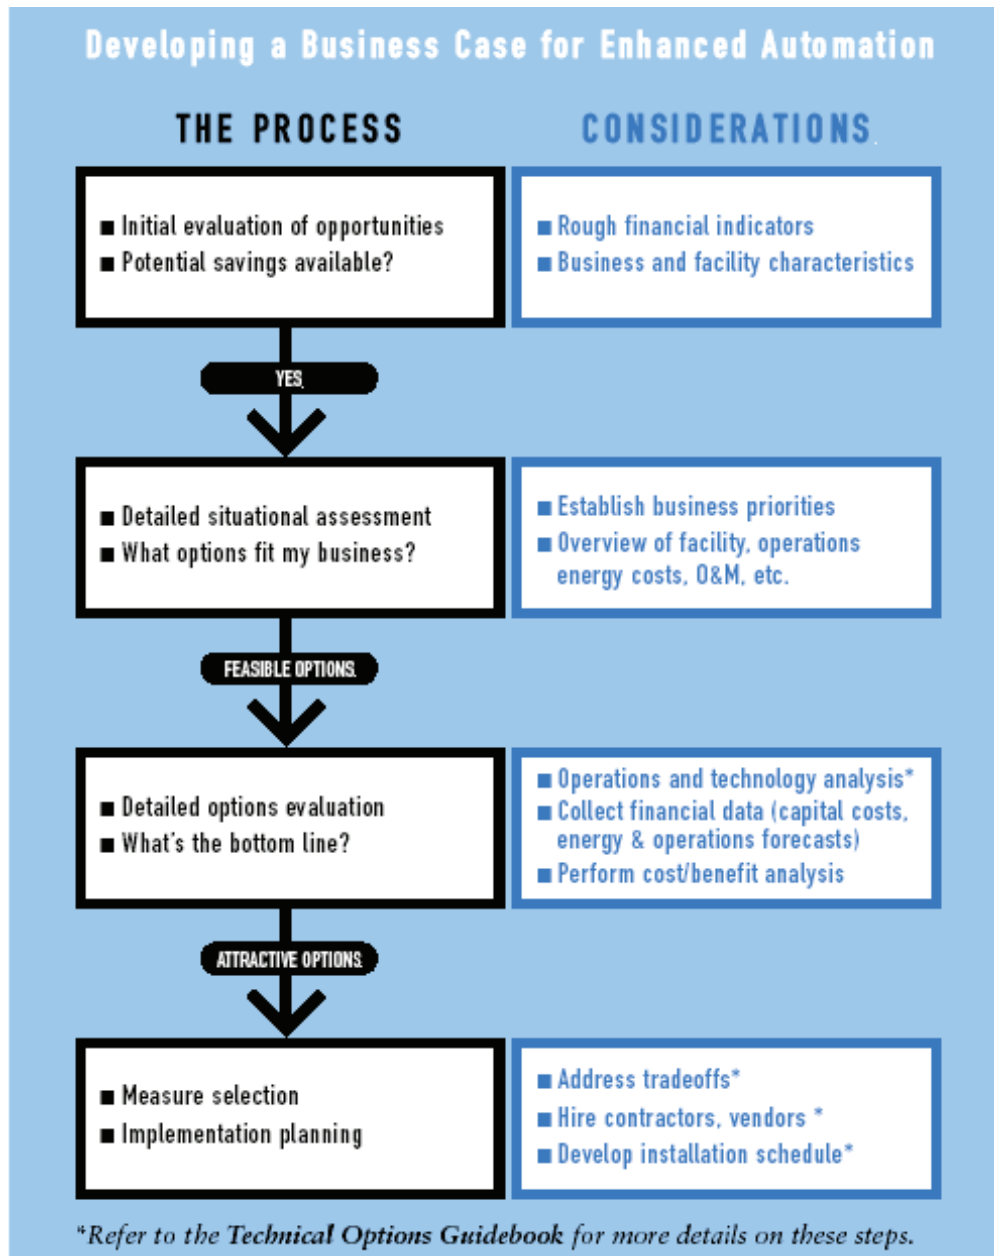 Developing a Business Case for Enhanced Automation
THE PROCESS
CONSIDERATIONS
■ Initial evaluation of opportunities
■ Potential savings available?
■ Rough financial indicators
■ Business and facility characteristics
YES
■ Detailed situational assessment
■ What options fit my business?
■ Establish business priorities
■ Overview of facility, operations
energy costs, O&M, etc.
FEASIBLE OPTIONS
■ Detailed options evaluation
■ What's the bottom line?
■ Operations and technology analysis*
■ Collect financial data (capital costs,
energy & operations forecasts)
■ Perform cost/benefit analysis
ATTRACTIVE OPTIONS
■ Measure selection
■ Implementation planning
■ Address tradeoffs*
■ Hire contractors, vendors *
■ Develop installation schedule*
*Refer to the Technical Options Guidebook for more details on these steps.